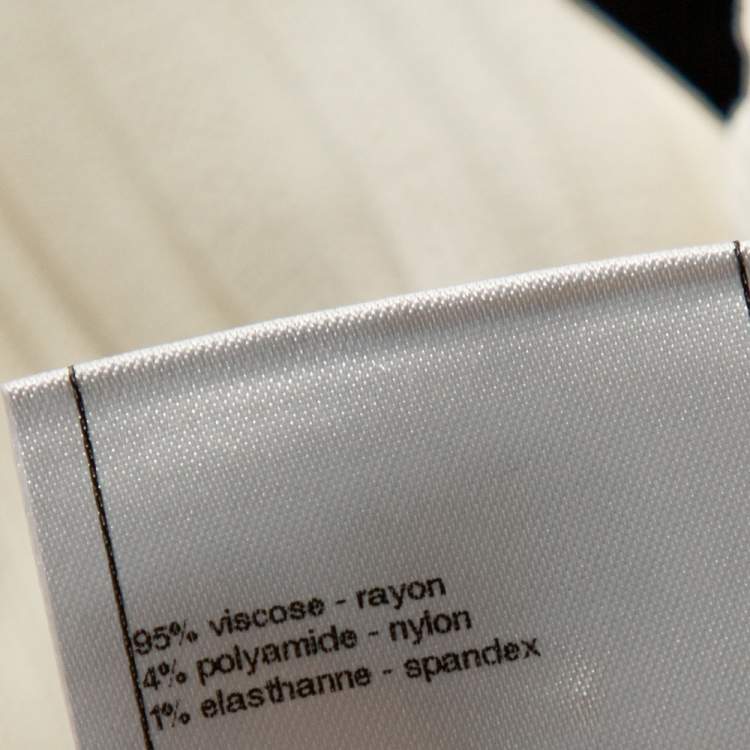 95% viscose - rayon
4% polyamide - nylon
1% elasthanne - spandex